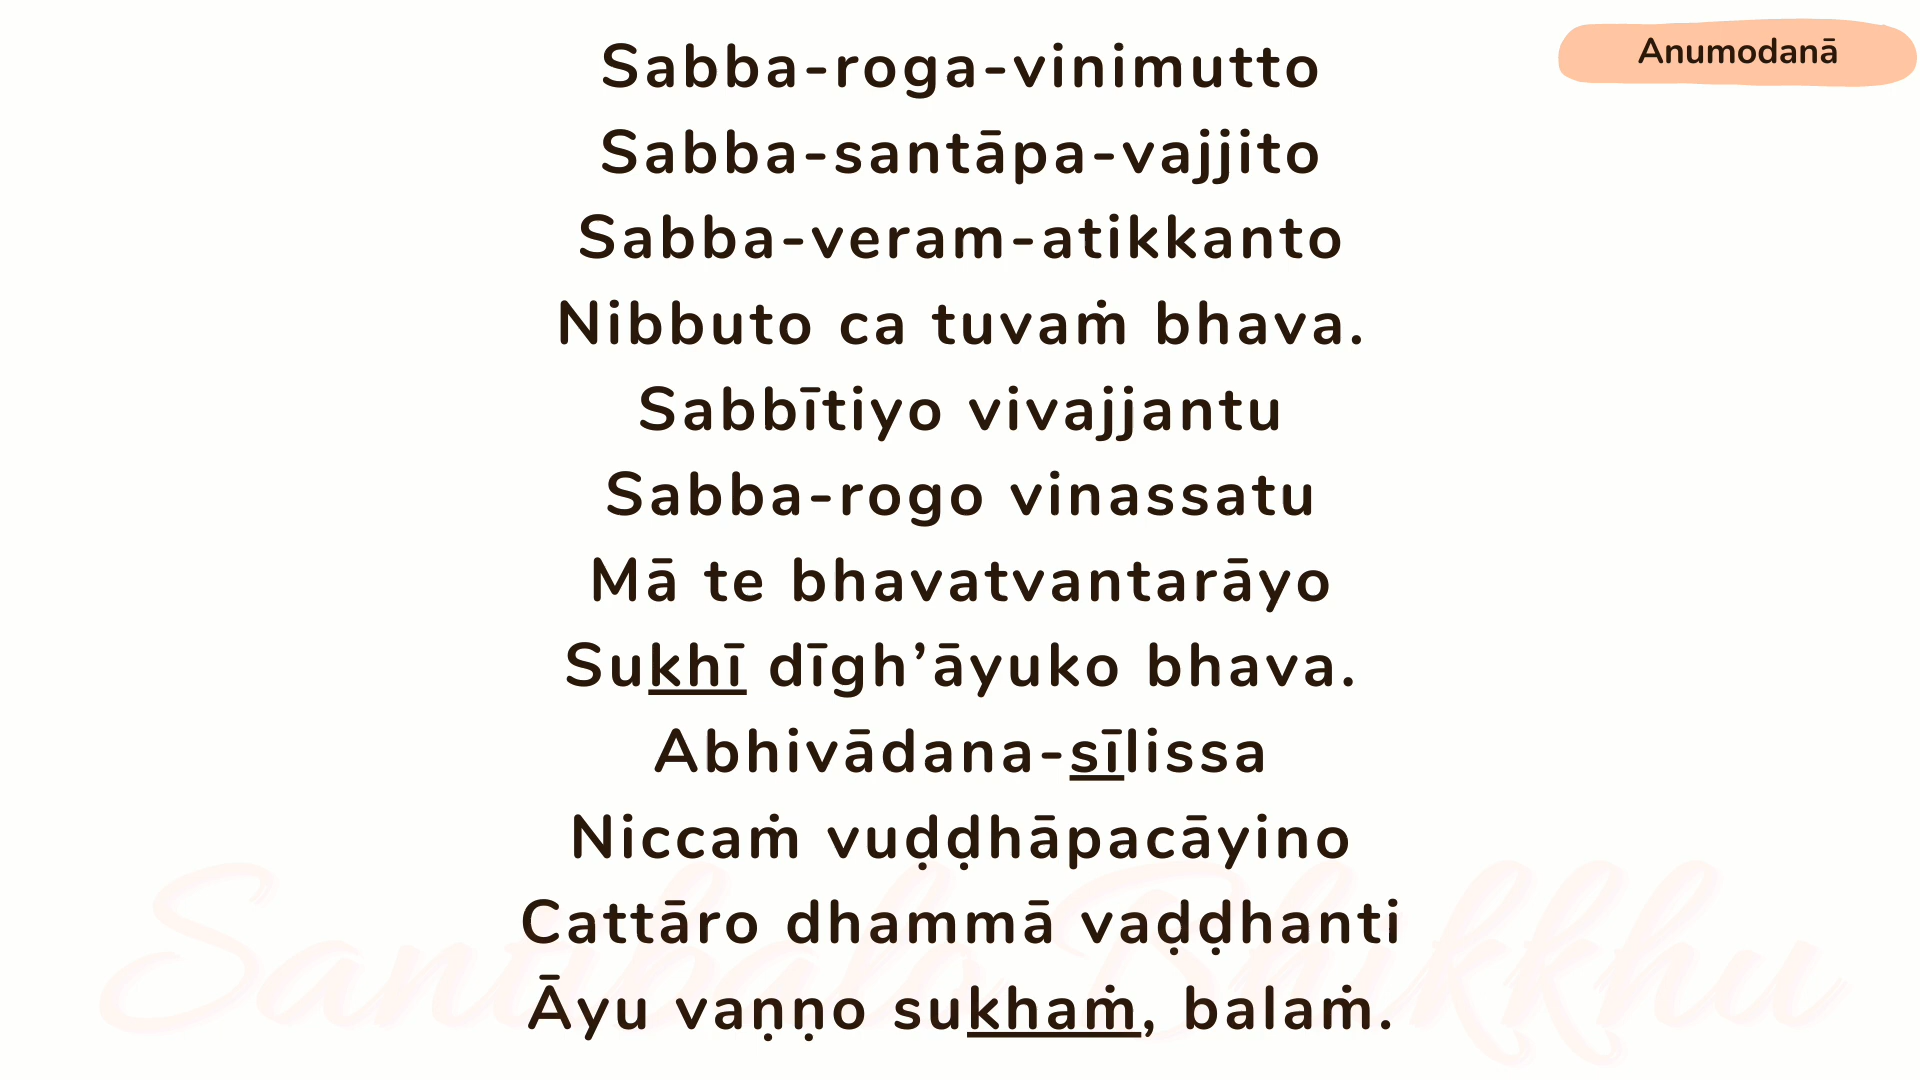 Anumodanā
Sabba-roga-vinimutto
Sabba-santāpa-vajjito
Sabba-veram-atikkanto
Nibbuto ca tuvaṁ bhava.
Sabbītiyo vivajjantu
Sabba-rogo vinassatu
Mā te bhavatvantarāyo
Sukhī dīgh’āyuko bhava.
Abhivādana-sīlissa
Niccaṁ vuḍḍhāpacāyino
Cattāro dhammā vaḍḍhanti
Āyu vaṇṇo sukhaṁ, balaṁ.